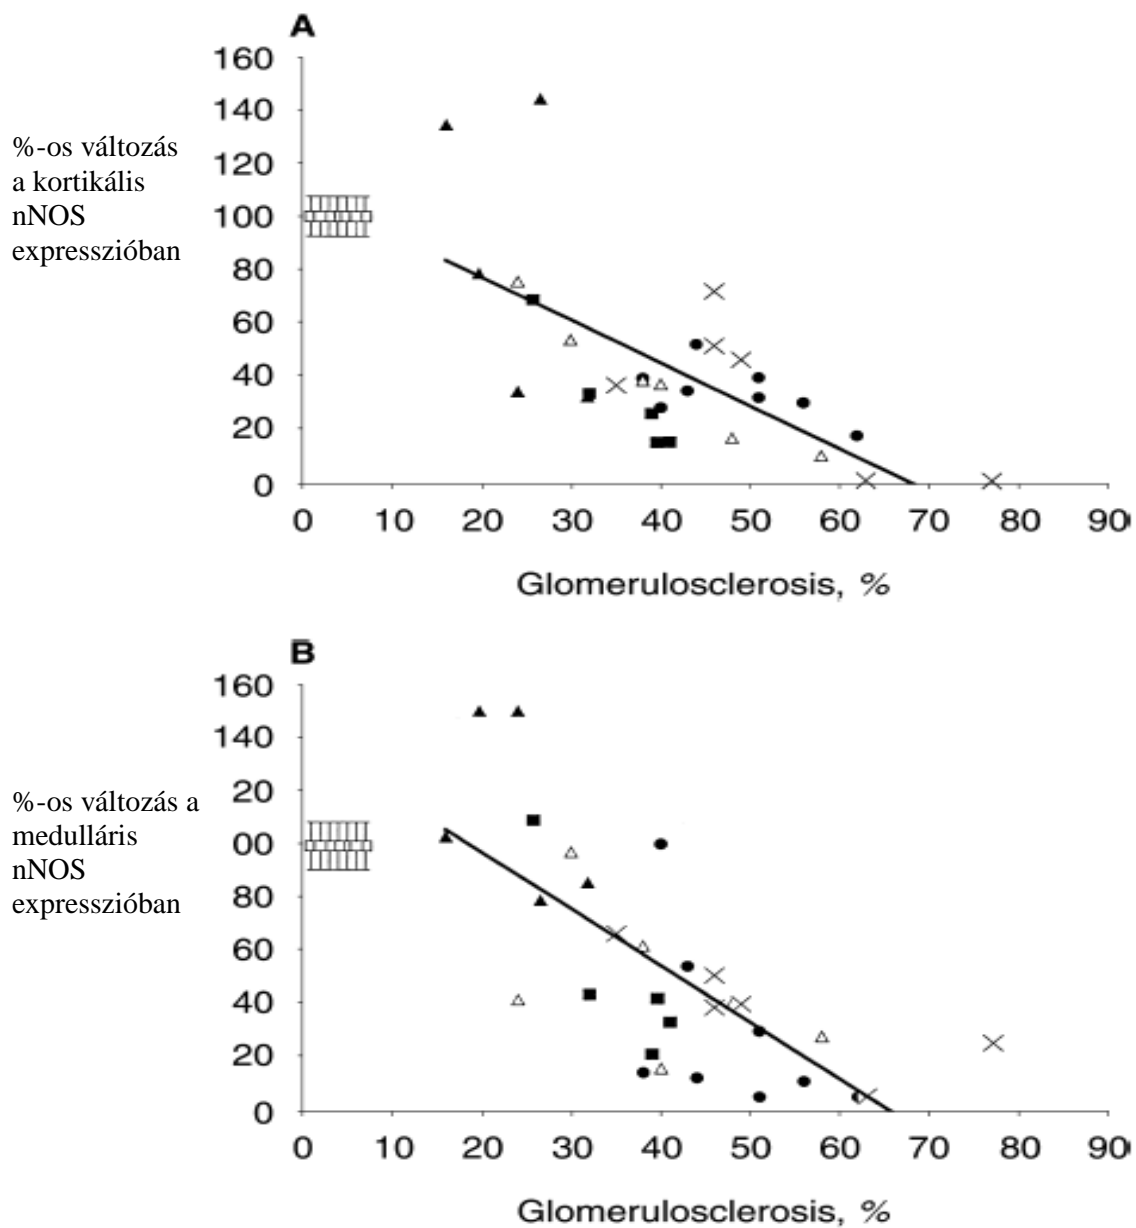 A
160
140
120
100
80
60
40
20
0
%-os változás
a kortikális
nNOS
expresszióban
0 10 20 30 40 50 60 70 80 90
Glomerulosclerosis, %
B
160
140
20
00
80
60
40
20
0
%-os változás a
medulláris
nNOS
expresszióban
0 10 20 30 40 50 60 70 80 90
Glomerulosclerosis, %